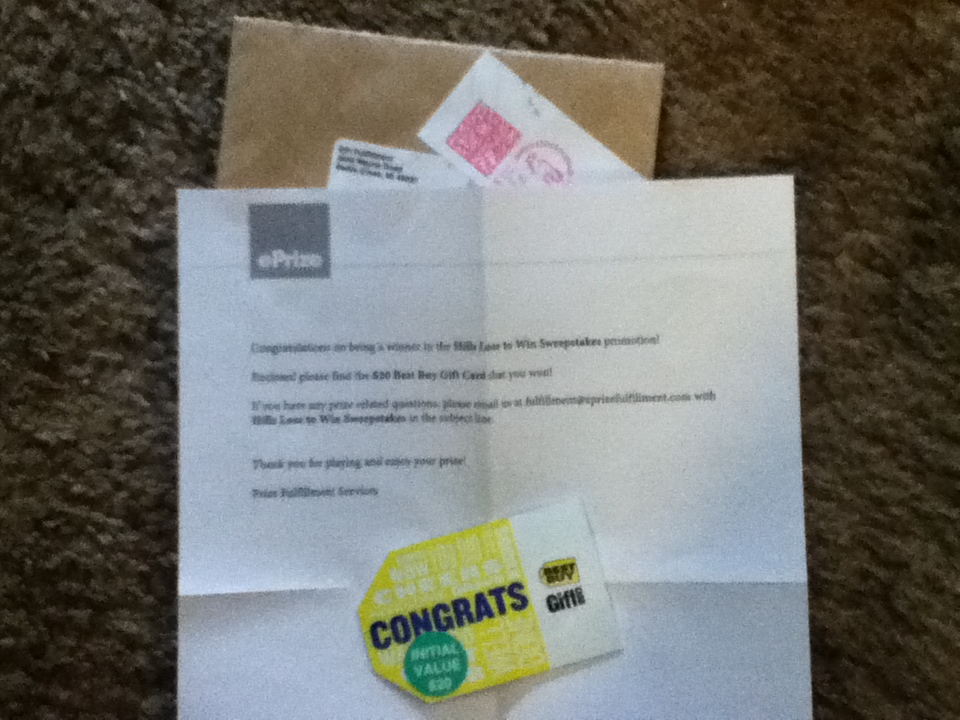 ePrize
Congratulations on being a winner in the Hills Lose to Win Sweepstakes promotion!
Enclosed please find the $20 Best Buy Gift Card that you won!
If you have any prize related questions, please email us at fulfillment@eprizefulfillment.com with
Hills Lose to Win Sweepstakes in the subject line.
Thank you for playing and enjoy your prize!
Prize Fulfillment Services
CONGRATS
INITIAL
VALUE
$20
BEST
BUY